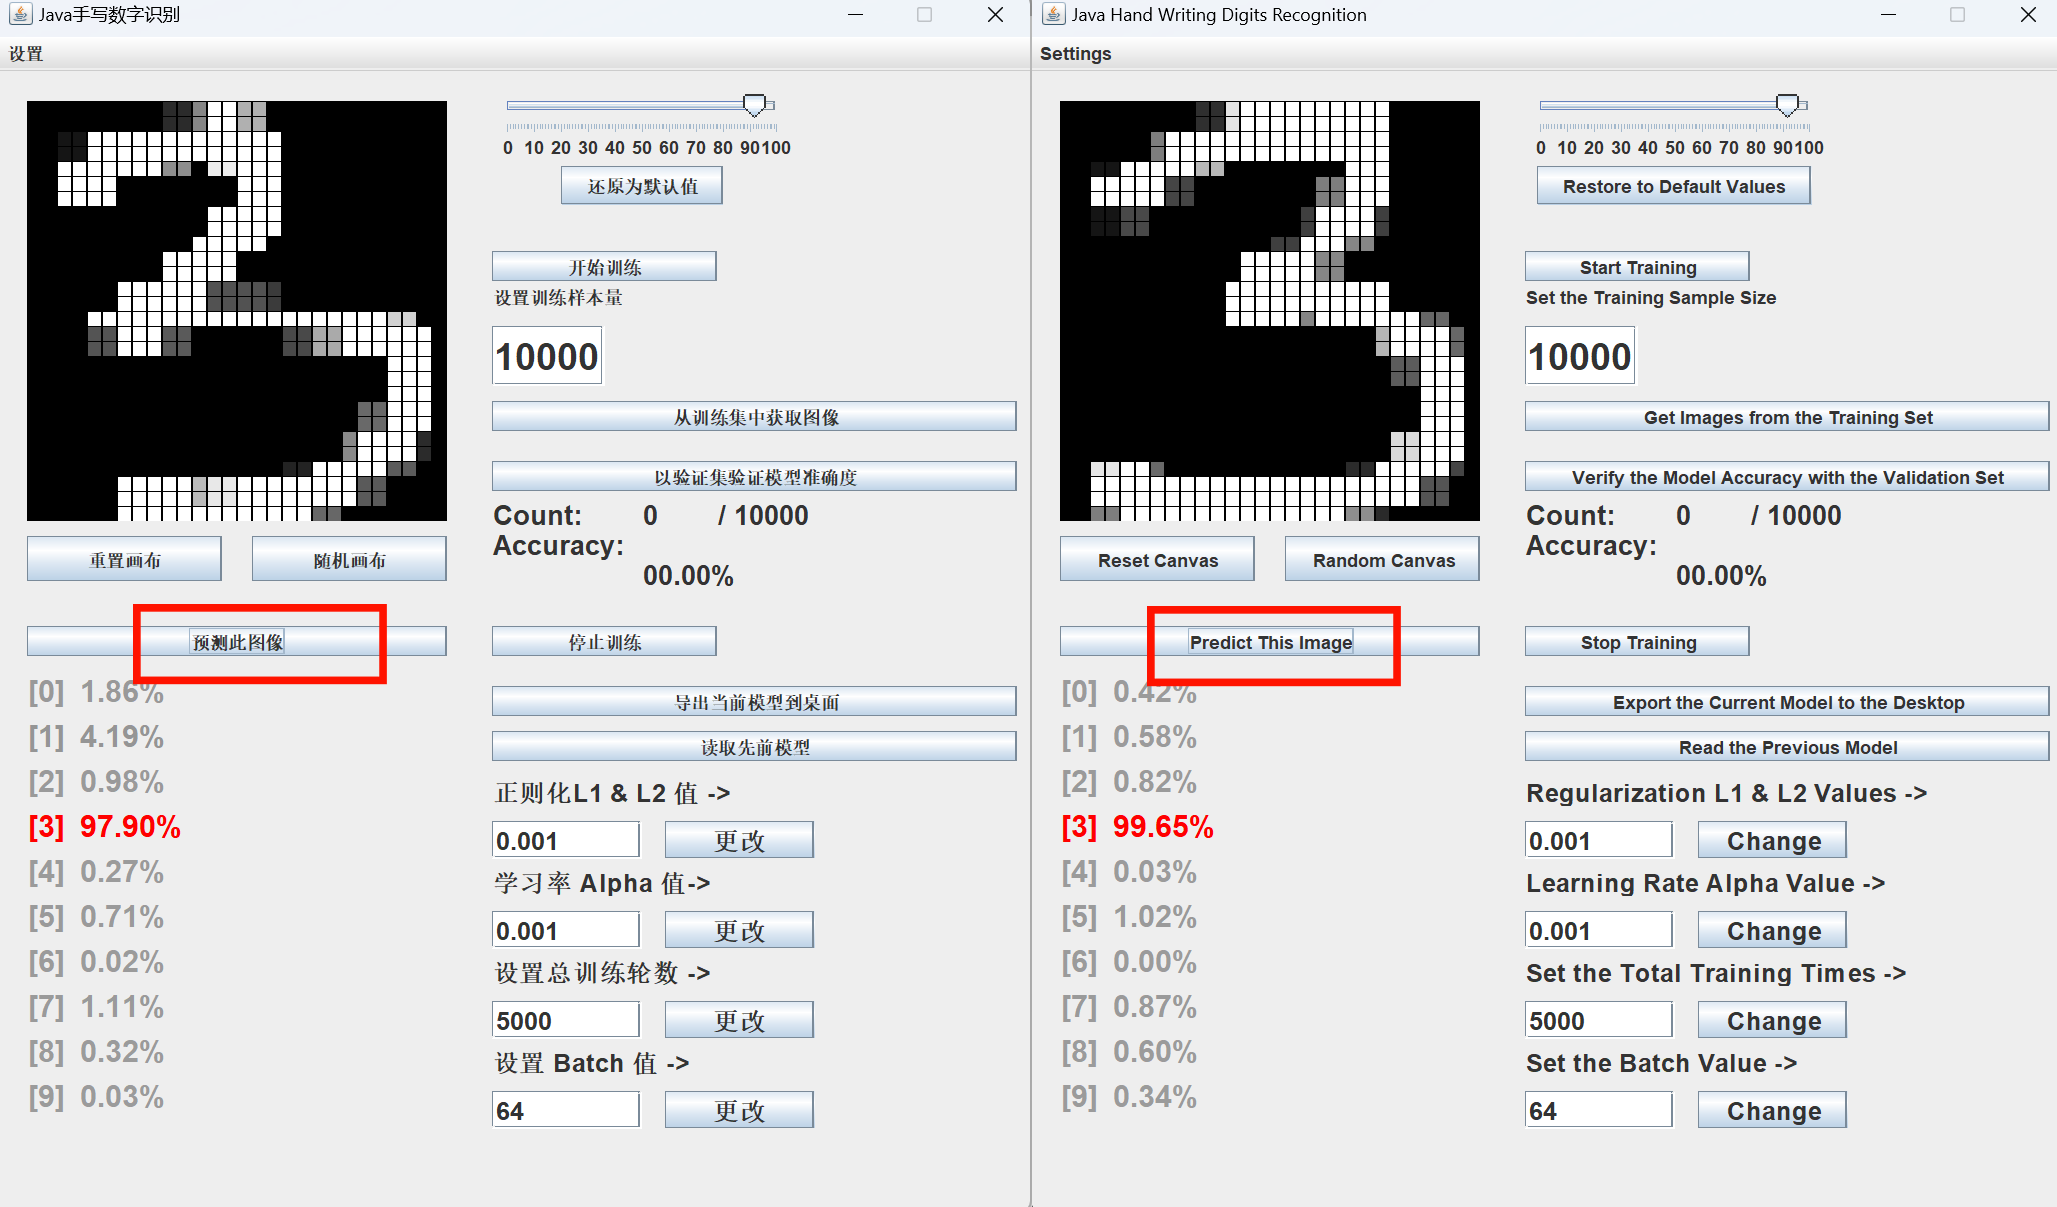 Java手写数字识别
设置
0 10 20 30 40 50 60 70 80 90 100
还原为默认值
开始训练
设置训练样本量
10000
从训练集中获取图像
以验证集验证模型准确度
Count: 0 / 10000
Accuracy:
00.00%
重置画布 随机画布
预测此图像 停止训练
[0] 1.86%
[1] 4.19%
[2] 0.98%
[3] 97.90%
[4] 0.27%
[5] 0.71%
[6] 0.02%
[7] 1.11%
[8] 0.32%
[9] 0.03%
导出当前模型到桌面
读取先前模型
正则化L1 & L2 值 ->
0.001 更改
学习率 Alpha 值->
0.001 更改
设置总训练轮数 ->
5000 更改
设置 Batch 值 ->
64 更改
Java Hand Writing Digits Recognition
Settings
0 10 20 30 40 50 60 70 80 90 100
Restore to Default Values
Start Training
Set the Training Sample Size
10000
Get Images from the Training Set
Verify the Model Accuracy with the Validation Set
Count: 0 / 10000
Accuracy:
00.00%
Reset Canvas Random Canvas
Predict This Image Stop Training
[0] 0.42%
[1] 0.58%
[2] 0.82%
[3] 99.65%
[4] 0.03%
[5] 1.02%
[6] 0.00%
[7] 0.87%
[8] 0.60%
[9] 0.34%
Export the Current Model to the Desktop
Read the Previous Model
Regularization L1 & L2 Values ->
0.001 Change
Learning Rate Alpha Value ->
0.001 Change
Set the Total Training Times ->
5000 Change
Set the Batch Value ->
64 Change